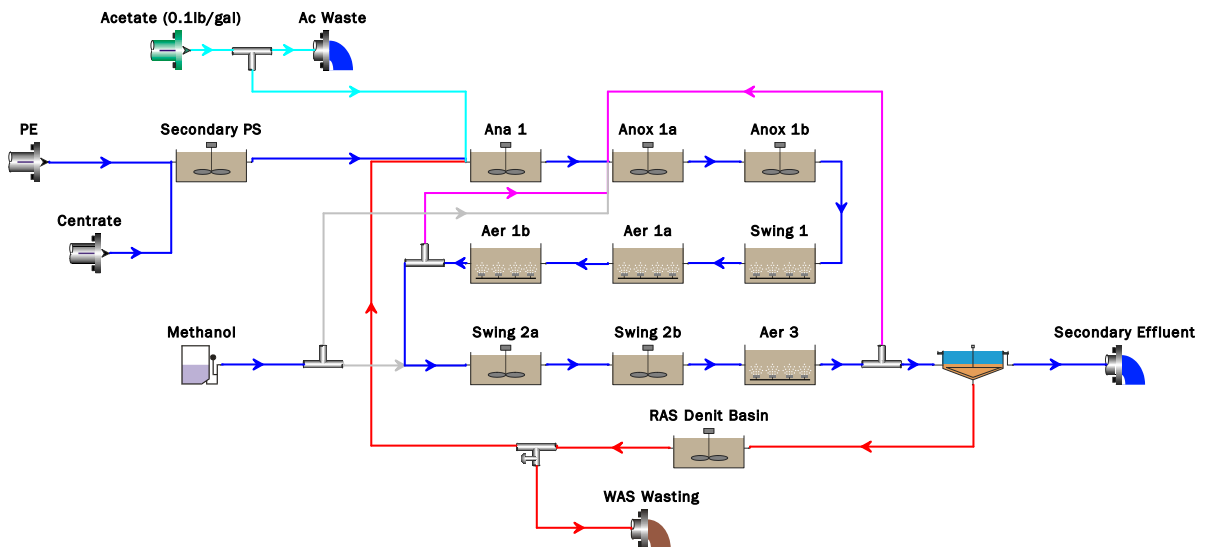 Acetate (0.1lb/gal)
Ac Waste
PE
Secondary PS
Ana 1
Anox 1a
Anox 1b
Centrate
Aer 1b
Aer 1a
Swing 1
Methanol
Swing 2a
Swing 2b
Aer 3
Secondary Effluent
RAS Denit Basin
WAS Wasting